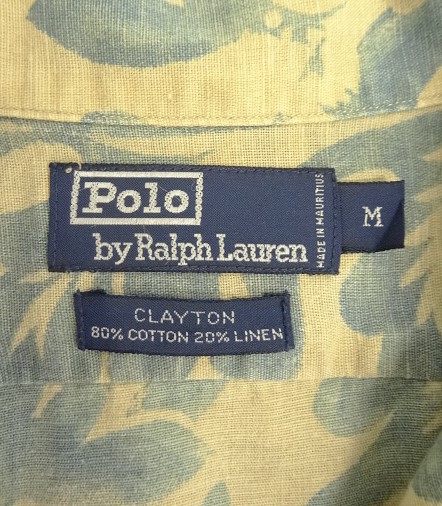 Polo
by Ralph Lauren
MADE IN MAURITIUS
M
CLAYTON
80% COTTON 20% LINEN